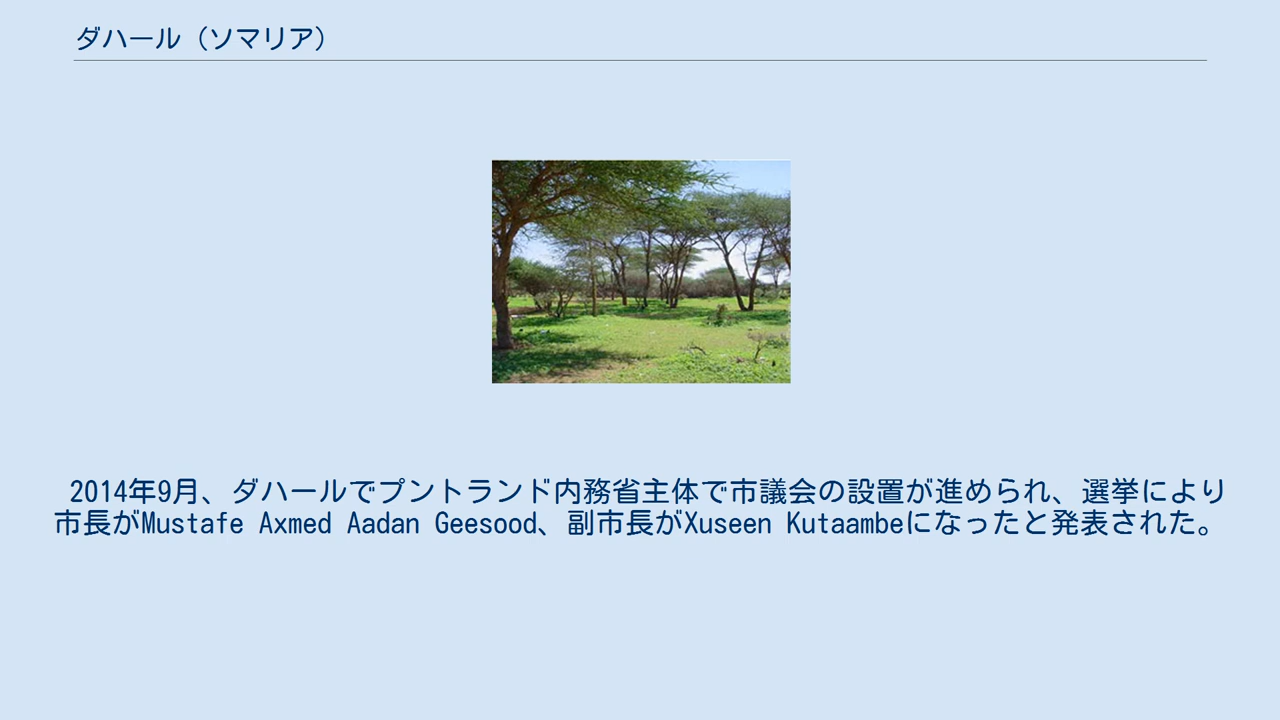 ダハール（ソマリア）
2014年9月、ダハールでプントランド内務省主体で市議会の設置が進められ、選挙により
市長がMustafe Axmed Aadan Geesood、副市長がXuseen Kutaambeになったと発表された。